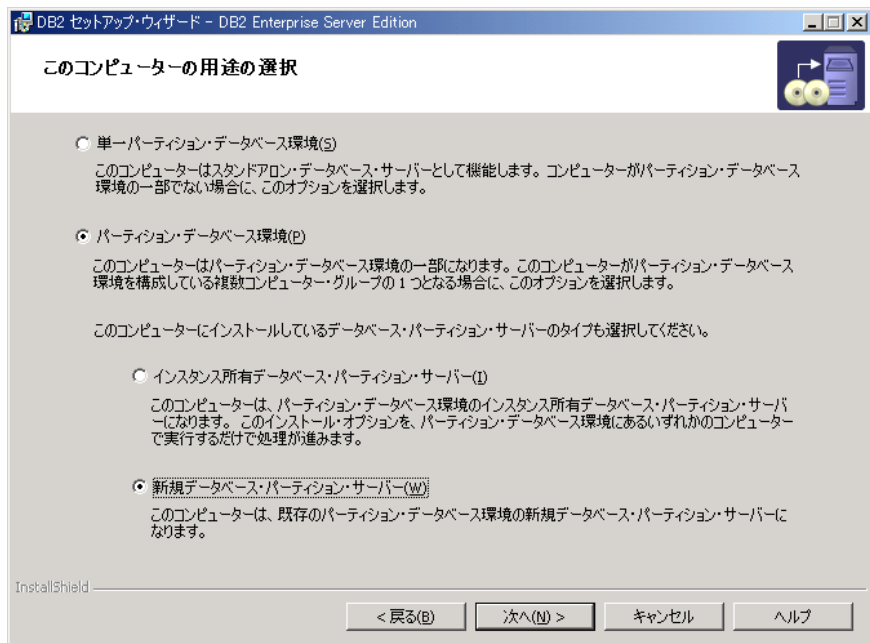 DB2 セットアップ・ウィザード - DB2 Enterprise Server Edition
このコンピューターの用途の選択
単一パーティション・データベース環境(S)
このコンピューターはスタンドアロン・データベース・サーバーとして機能します。コンピューターがパーティション・データベース
環境の一部でない場合に、このオプションを選択します。
パーティション・データベース環境(P)
このコンピューターはパーティション・データベース環境の一部になります。このコンピューターがパーティション・データベース
環境を構成している複数コンピューター・グループの 1 つとなる場合に、このオプションを選択します。
このコンピューターにインストールしているデータベース・パーティション・サーバーのタイプも選択してください。
インスタンス所有データベース・パーティション・サーバー(I)
このコンピューターは、パーティション・データベース環境のインスタンス所有データベース・パーティション・サーバ
ーになります。このインストール・オプションを、パーティション・データベース環境にあるいずれかのコンピューター
で実行するだけで処理が進みます。
新規データベース・パーティション・サーバー(W)
このコンピューターは、既存のパーティション・データベース環境の新規データベース・パーティション・サーバーに
なります。
InstallShield
< 戻る(B)
次へ(N) >
キャンセル
ヘルプ